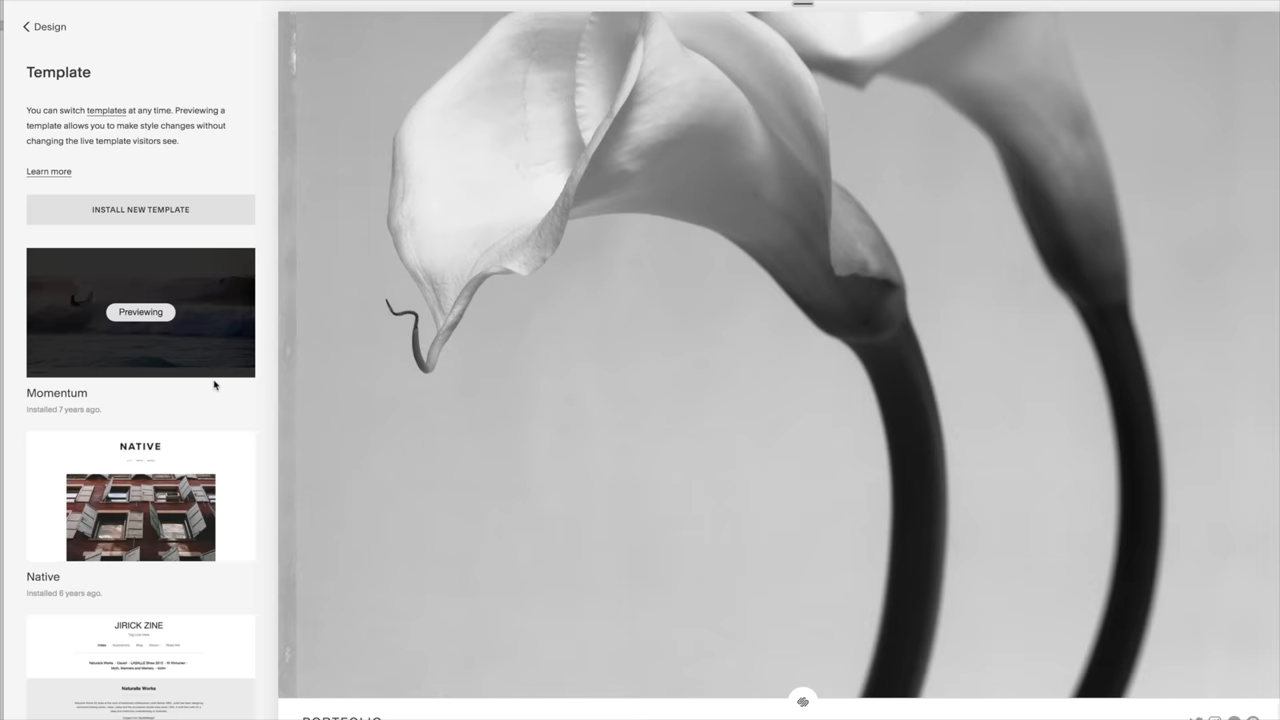 Design
Template
You can switch templates at any time. Previewing a
template allows you to make style changes without
changing the live template visitors see.
Learn more
INSTALL NEW TEMPLATE
Previewing
Momentum
Installed 7 years ago.
NATIVE
Native
Installed 6 years ago.
JIRICK ZINE
Naturalis Works
PORTFOLIO